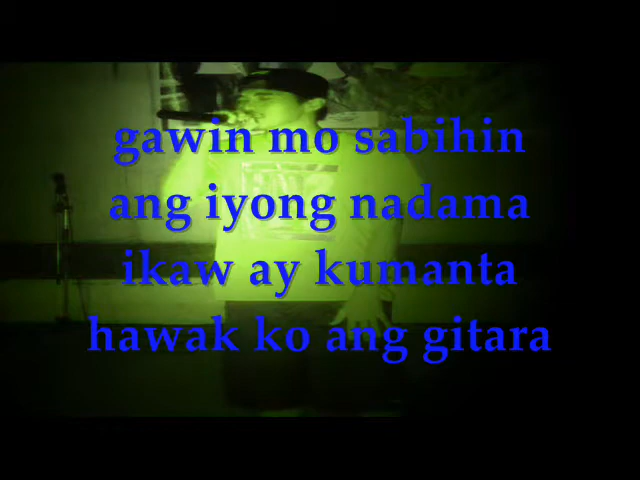 gawin mo sabihin
ang iyong nadama
ikaw ay kumanta
hawak ko ang gitara